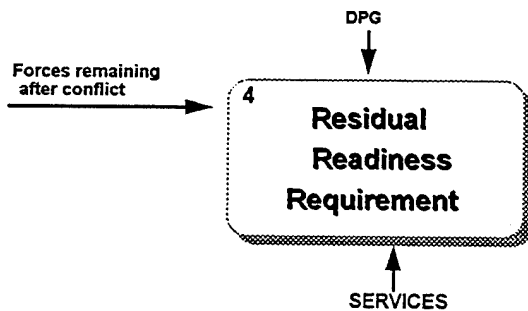 DPG
Forces remaining
after conflict
4
Residual
Readiness
Requirement
SERVICES